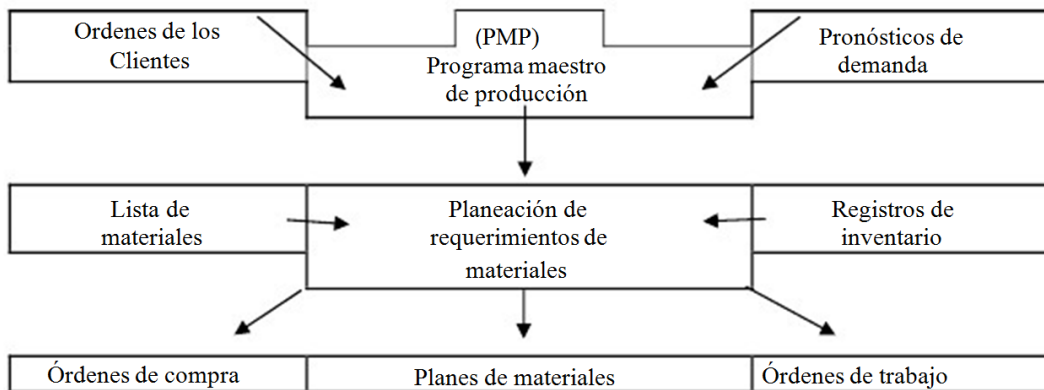 Ordenes de los
Clientes
(PMP)
Programa maestro
de producción
Pronósticos de
demanda
Lista de
materiales
Planeación de
requerimientos de
materiales
Registros de
inventario
Órdenes de compra
Planes de materiales
Órdenes de trabajo